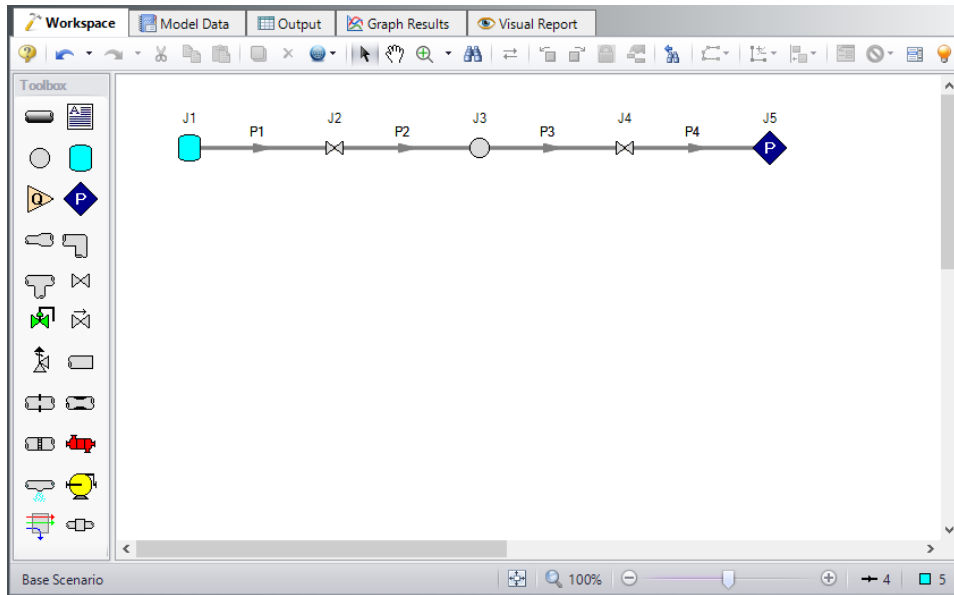 Workspace Model Data Output Graph Results Visual Report
Toolbox
A
J1 J2 J3 J4 J5
P1 P2 P3 P4
P
Q P
Base Scenario 100% 4 5